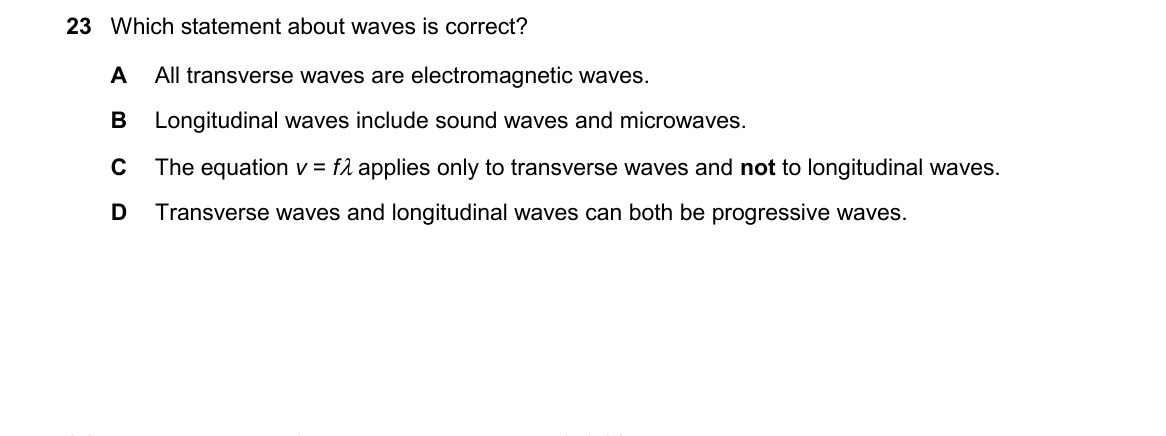 23 Which statement about waves is correct?
A All transverse waves are electromagnetic waves.
B Longitudinal waves include sound waves and microwaves.
C The equation v = fλ applies only to transverse waves and not to longitudinal waves.
D Transverse waves and longitudinal waves can both be progressive waves.